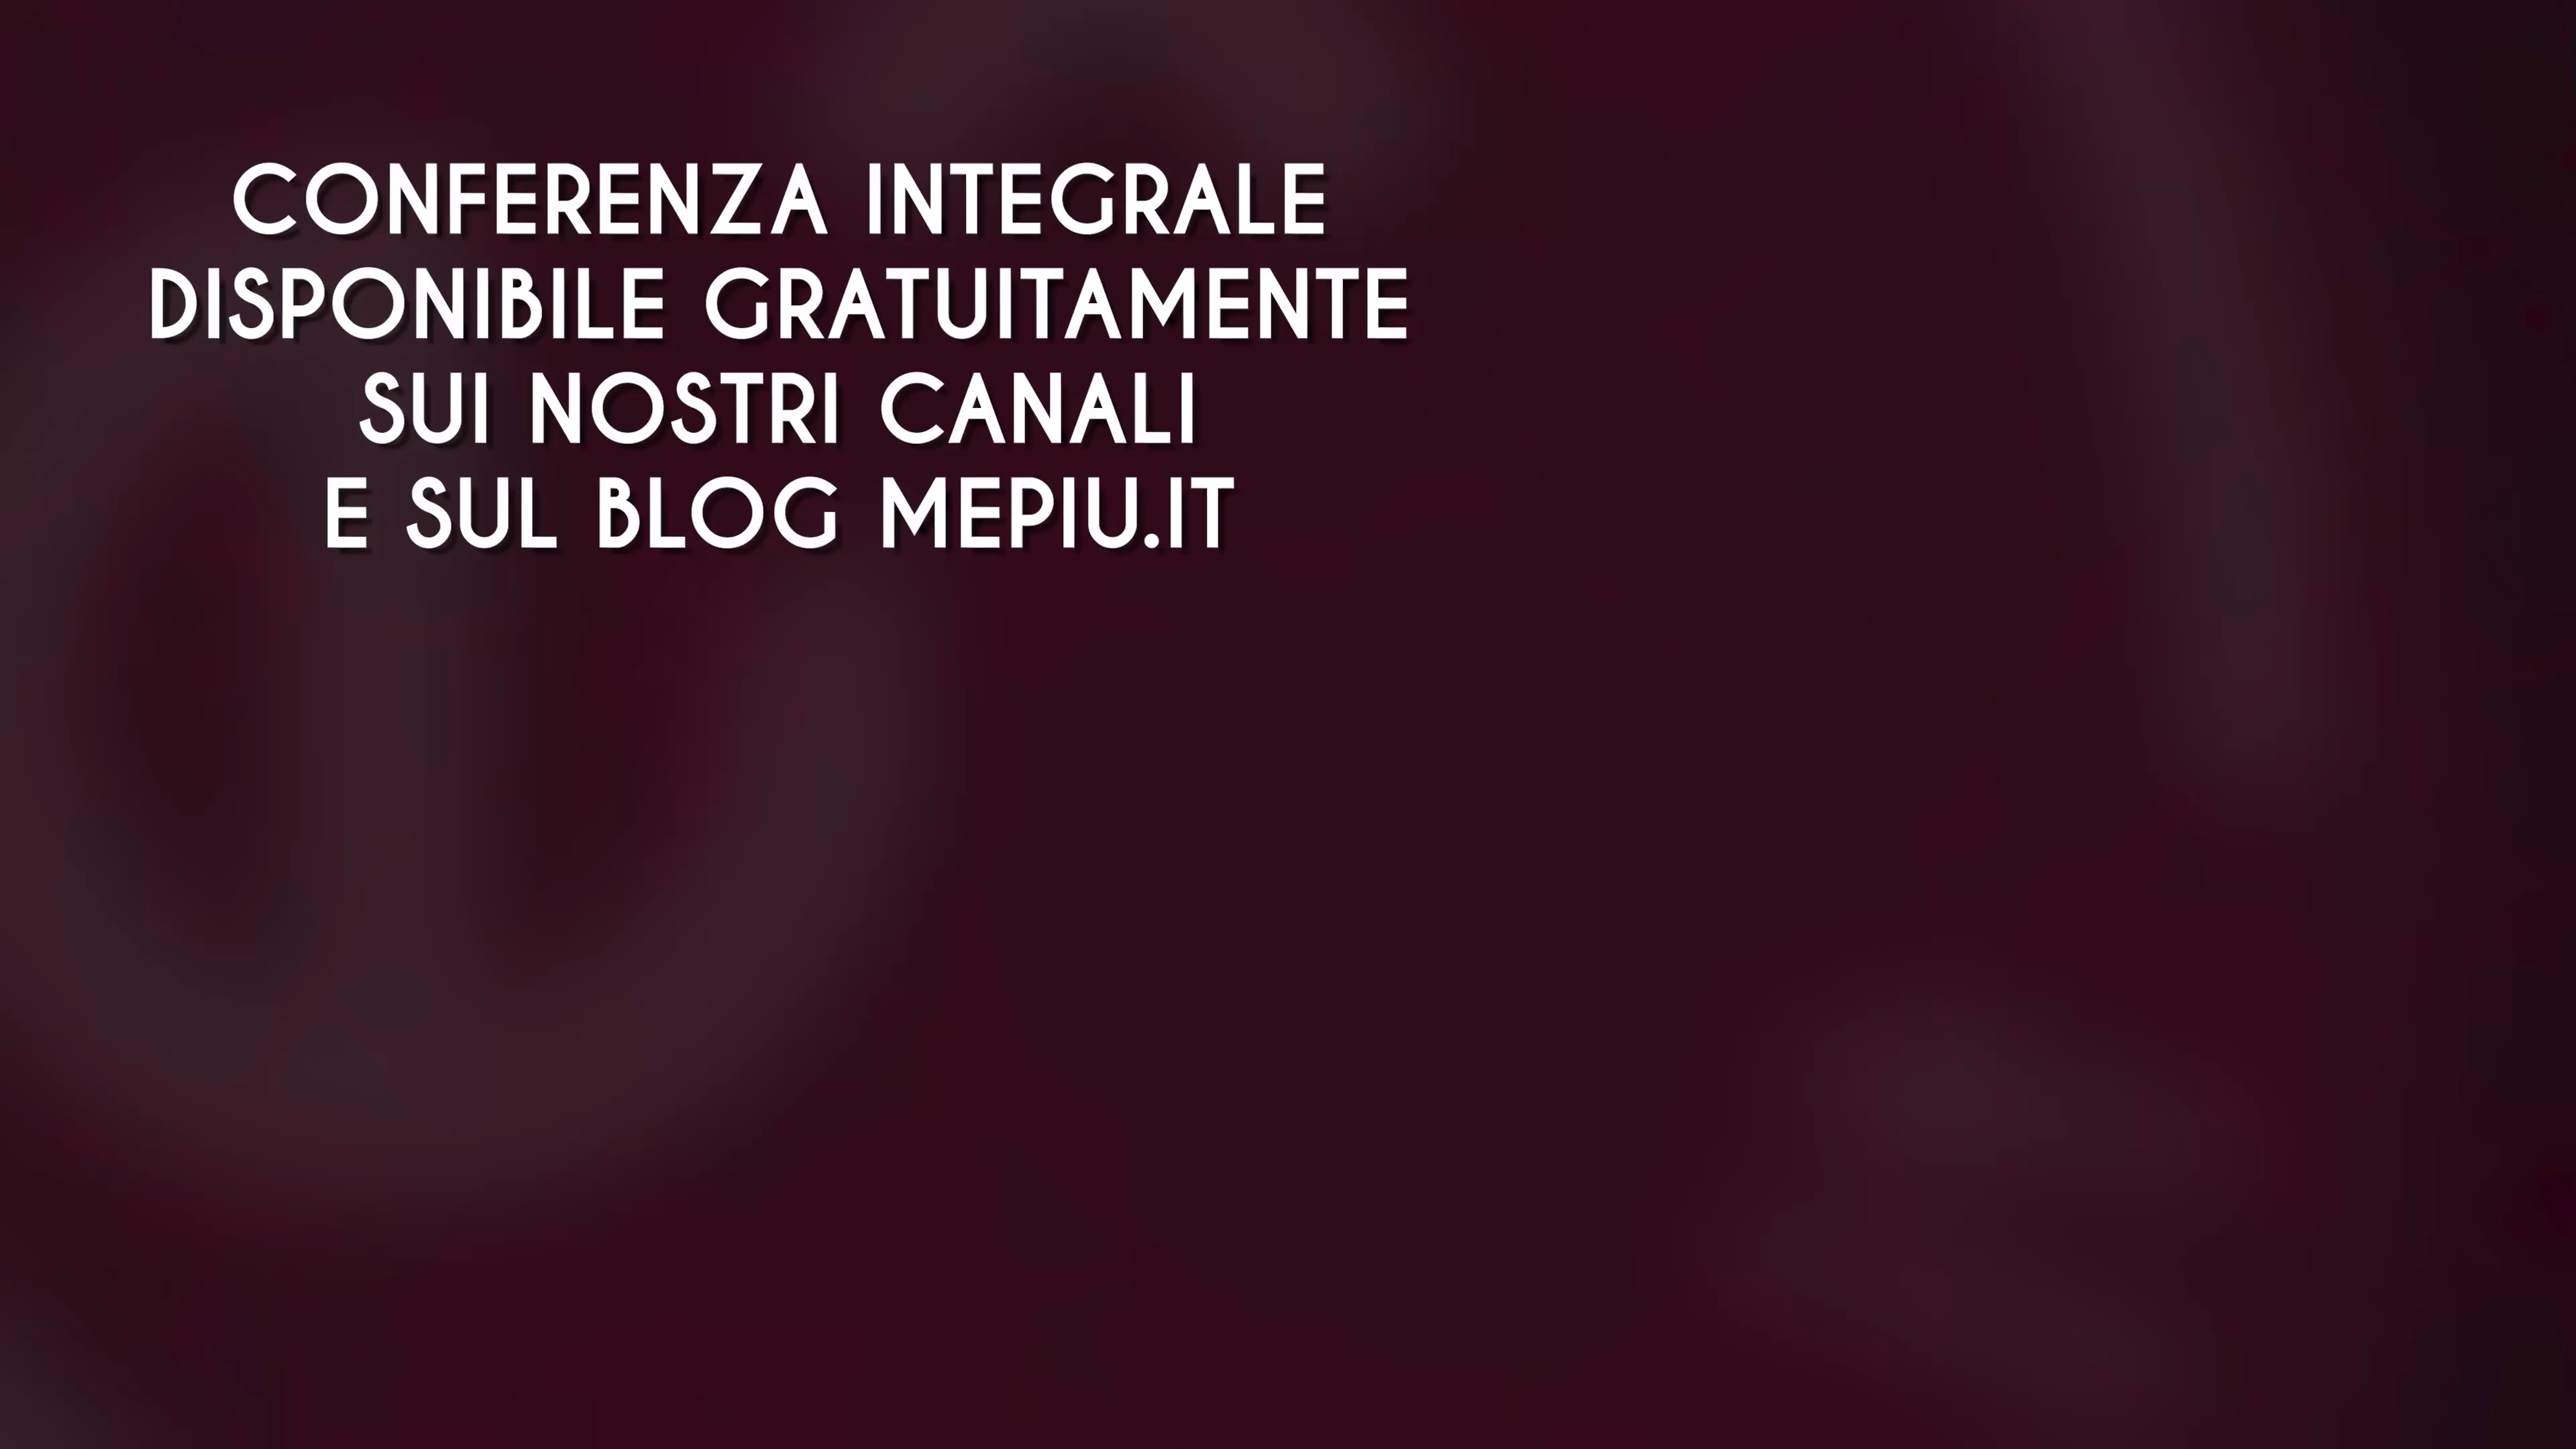 CONFERENZA INTEGRALE
DISPONIBILE GRATUITAMENTE
SUI NOSTRI CANALI
E SUL BLOG MEPIU.IT